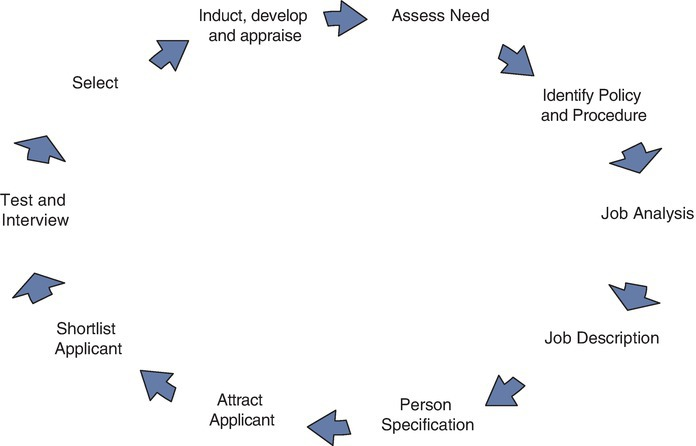 Induct, develop
and appraise
Assess Need
Identify Policy
and Procedure
Job Analysis
Job Description
Person
Specification
Attract
Applicant
Shortlist
Applicant
Test and
Interview
Select